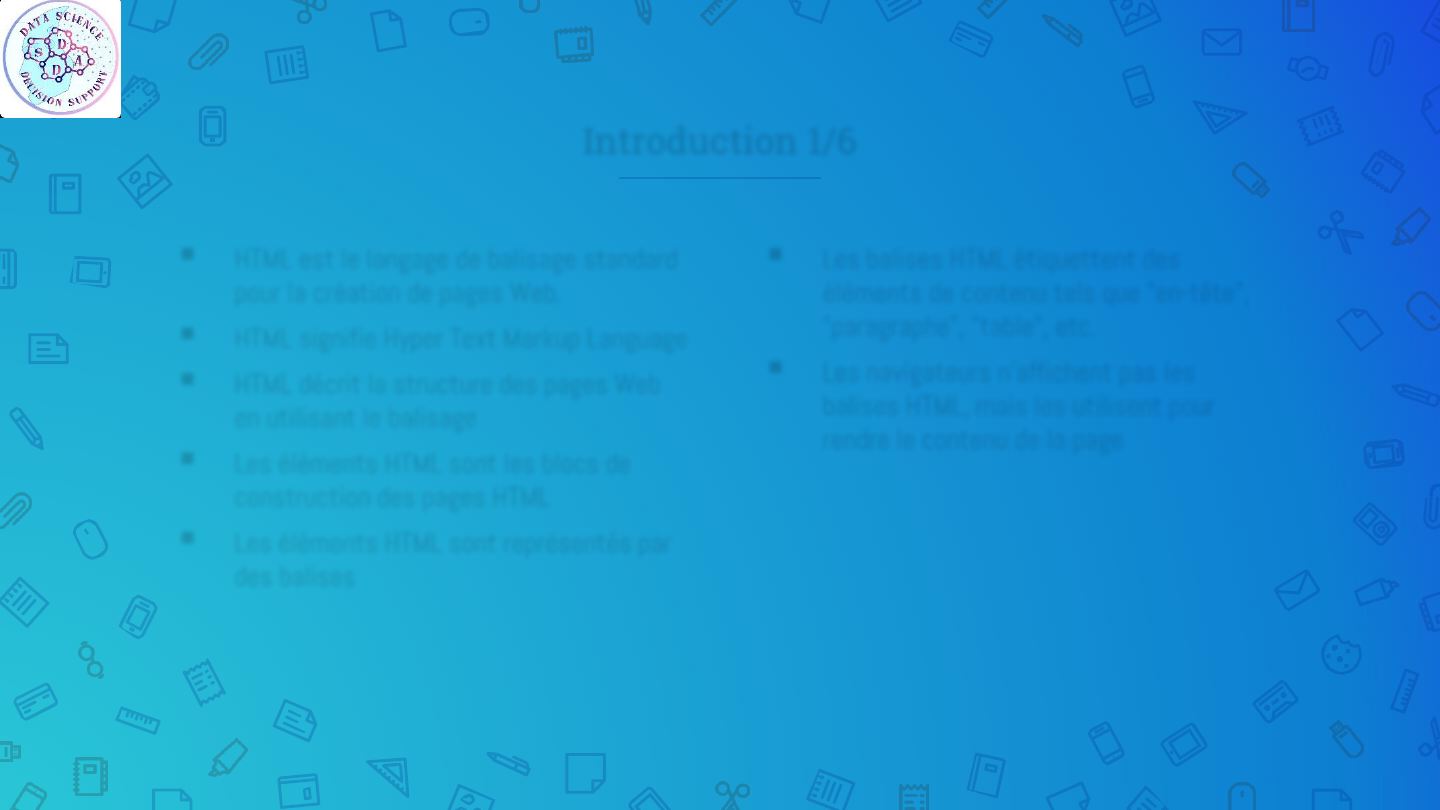 DATA SCIENCE
S D D A
DECISION SUPPORT
Introduction 1/6
HTML est le langage de balisage standard
pour la création de pages Web.
HTML signifie Hyper Text Markup Language
HTML décrit la structure des pages Web
en utilisant le balisage
Les éléments HTML sont les blocs de
construction des pages HTML
Les éléments HTML sont représentés par
des balises
Les balises HTML étiquettent des
éléments de contenu tels que "en-tête",
"paragraphe", "table", etc.
Les navigateurs n'affichent pas les
balises HTML, mais les utilisent pour
rendre le contenu de la page